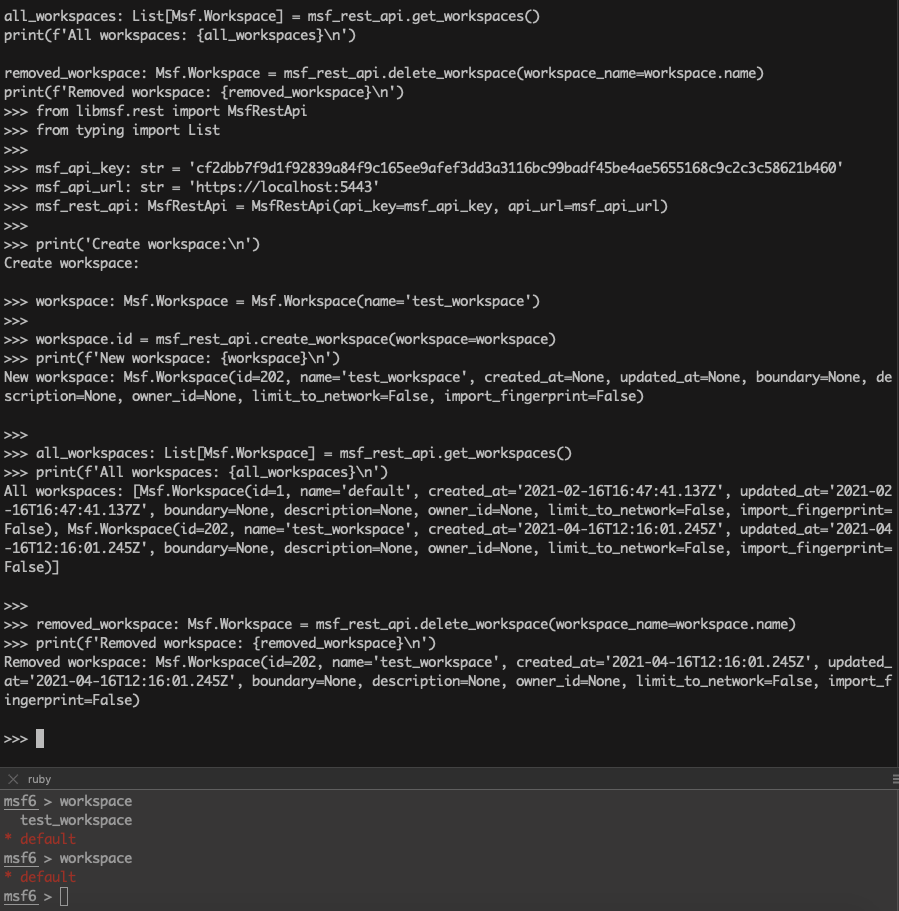 all_workspaces: List[Msf.Workspace] = msf_rest_api.get_workspaces()
print(f'All workspaces: {all_workspaces}\n')

removed_workspace: Msf.Workspace = msf_rest_api.delete_workspace(workspace_name=workspace.name)
print(f'Removed workspace: {removed_workspace}\n')
>>> from libmsf.rest import MsfRestApi
>>> from typing import List
>>>
>>> msf_api_key: str = 'cf2dbb7f9d1f92839a84f9c165ee9afef3dd3a3116bc99badf45be4ae5655168c9c2c3c58621b460'
>>> msf_api_url: str = 'https://localhost:5443'
>>> msf_rest_api: MsfRestApi = MsfRestApi(api_key=msf_api_key, api_url=msf_api_url)
>>>
>>> print('Create workspace:\n')
Create workspace:

>>> workspace: Msf.Workspace = Msf.Workspace(name='test_workspace')
>>>
>>> workspace.id = msf_rest_api.create_workspace(workspace=workspace)
>>> print(f'New workspace: {workspace}\n')
New workspace: Msf.Workspace(id=202, name='test_workspace', created_at=None, updated_at=None, boundary=None, de
scription=None, owner_id=None, limit_to_network=False, import_fingerprint=False)

>>>
>>> all_workspaces: List[Msf.Workspace] = msf_rest_api.get_workspaces()
>>> print(f'All workspaces: {all_workspaces}\n')
All workspaces: [Msf.Workspace(id=1, name='default', created_at='2021-02-16T16:47:41.137Z', updated_at='2021-02
-16T16:47:41.137Z', boundary=None, description=None, owner_id=None, limit_to_network=False, import_fingerprint=
False), Msf.Workspace(id=202, name='test_workspace', created_at='2021-04-16T12:16:01.245Z', updated_at='2021-04
-16T12:16:01.245Z', boundary=None, description=None, owner_id=None, limit_to_network=False, import_fingerprint=
False)]

>>>
>>> removed_workspace: Msf.Workspace = msf_rest_api.delete_workspace(workspace_name=workspace.name)
>>> print(f'Removed workspace: {removed_workspace}\n')
Removed workspace: Msf.Workspace(id=202, name='test_workspace', created_at='2021-04-16T12:16:01.245Z', updated_
at='2021-04-16T12:16:01.245Z', boundary=None, description=None, owner_id=None, limit_to_network=False, import_f
ingerprint=False)

>>>
ruby
msf6 > workspace
  test_workspace
* default
msf6 > workspace
* default
msf6 >